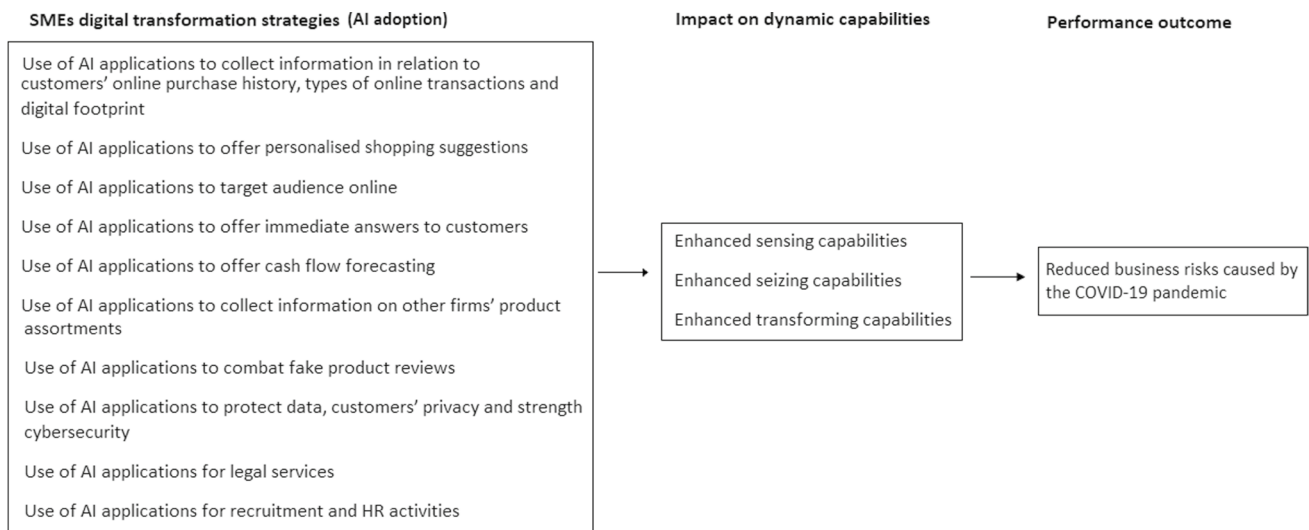 SMEs digital transformation strategies (AI adoption)
Impact on dynamic capabilities
Performance outcome
Use of AI applications to collect information in relation to
customers’ online purchase history, types of online transactions and
digital footprint
Use of AI applications to offer personalised shopping suggestions
Use of AI applications to target audience online
Use of AI applications to offer immediate answers to customers
Use of AI applications to offer cash flow forecasting
Use of AI applications to collect information on other firms’ product
assortments
Use of AI applications to combat fake product reviews
Use of AI applications to protect data, customers’ privacy and strength
cybersecurity
Use of AI applications for legal services
Use of AI applications for recruitment and HR activities
Enhanced sensing capabilities
Enhanced seizing capabilities
Enhanced transforming capabilities
Reduced business risks caused by
the COVID-19 pandemic